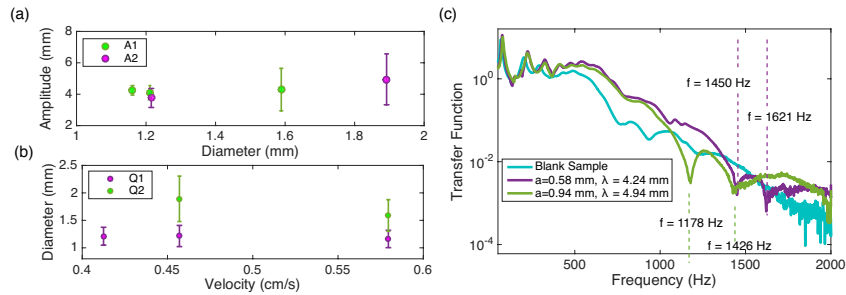 (a)
Amplitude (mm)
8
6
4
2
A1
A2
1
1.2
1.4
1.6
1.8
2
Diameter (mm)
(b)
Diameter (mm)
2.5
2
1.5
1
Q1
Q2
0.4
0.45
0.5
0.55
0.6
Velocity (cm/s)
(c)
Transfer Function
10^0
10^-2
10^-4
f = 1450 Hz
f = 1621 Hz
Blank Sample
a=0.58 mm, λ = 4.24 mm
a=0.94 mm, λ = 4.94 mm
f = 1178 Hz
f = 1426 Hz
500
1000
1500
2000
Frequency (Hz)